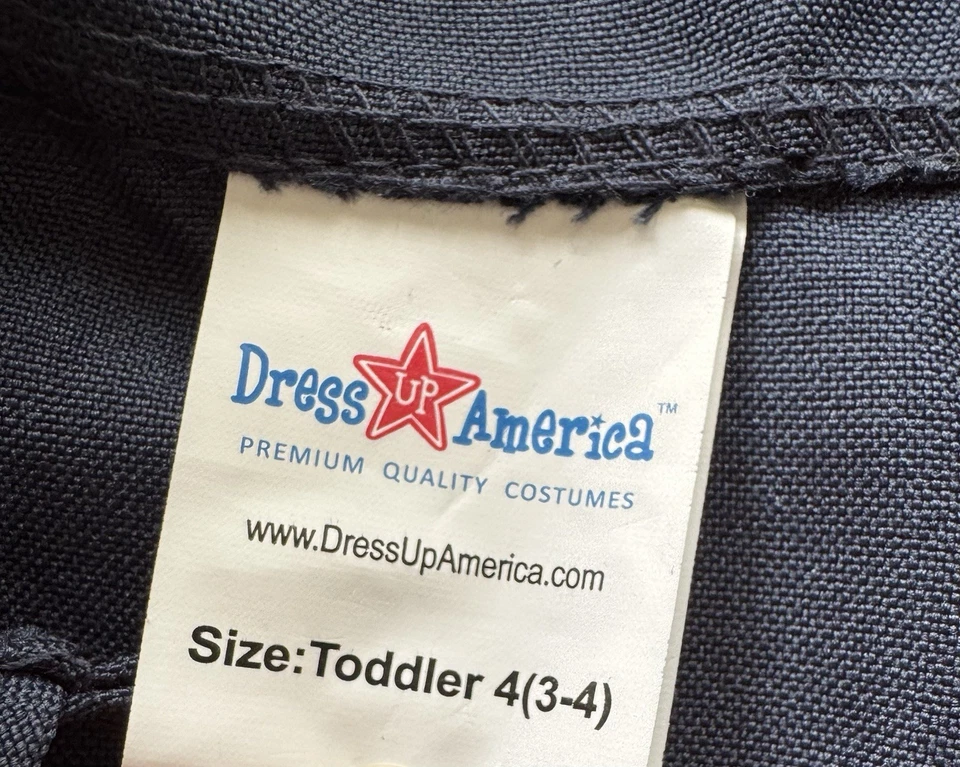 Dress UP America™
PREMIUM QUALITY COSTUMES
www.DressUpAmerica.com
Size:Toddler 4(3-4)